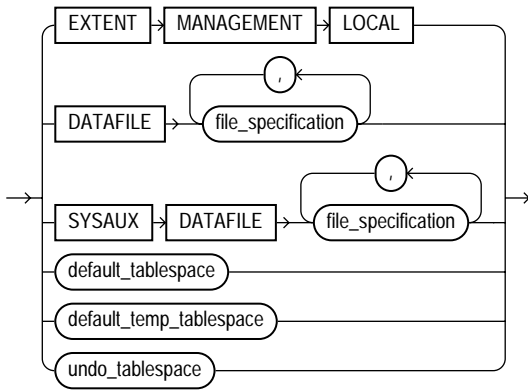 EXTENT MANAGEMENT LOCAL
,
DATAFILE file_specification
,
SYSAUX DATAFILE file_specification
default_tablespace
default_temp_tablespace
undo_tablespace